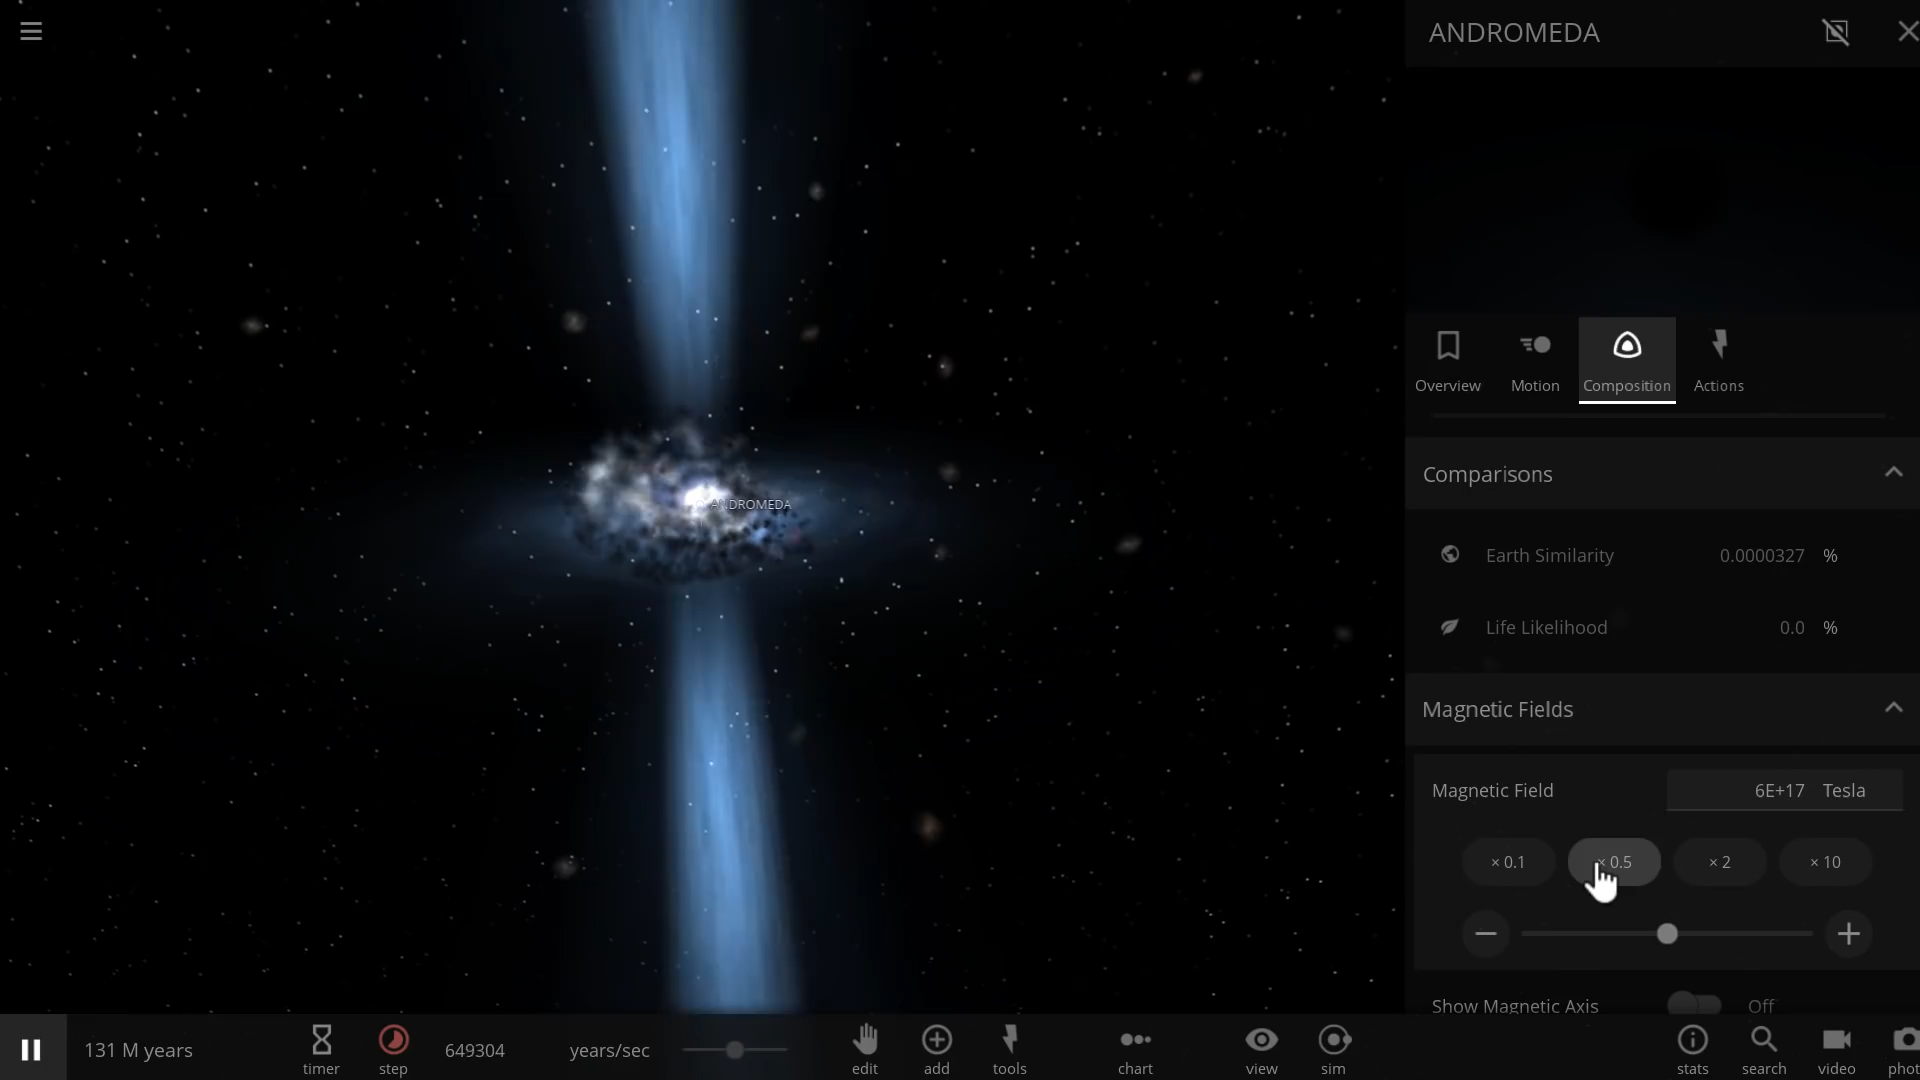 ANDROMEDA
Overview Motion Composition Actions
Comparisons
Earth Similarity 0.0000327 %
ANDROMEDA
Life Likelihood 0.0 %
Magnetic Fields
Magnetic Field 6E+17 Tesla
× 0.1 × 0.5 × 2 × 10
Show Magnetic Axis Off
131 M years 649304 years/sec
timer step edit add tools chart view sim stats search video phot